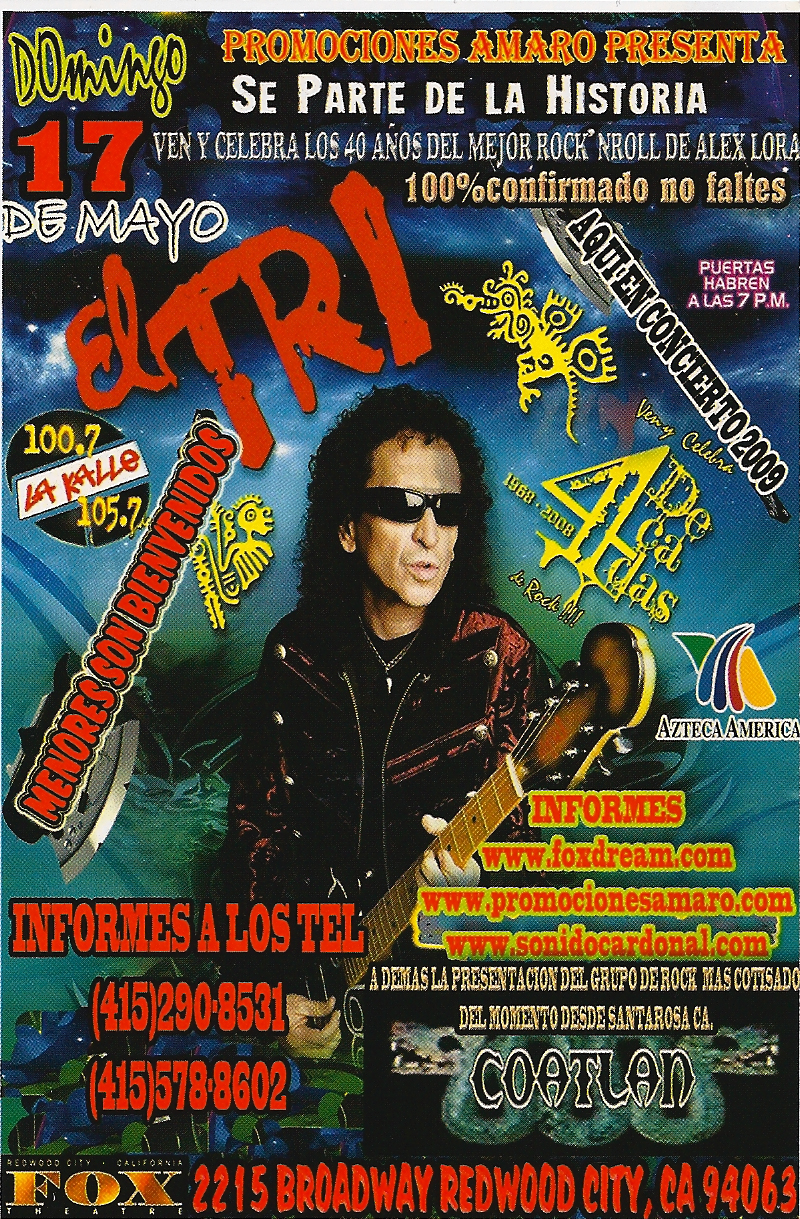 DOmingo
17
DE MAYO
PROMOCIONES AMARO PRESENTA
SE PARTE DE LA HISTORIA
VEN Y CELEBRA LOS 40 AÑOS DEL MEJOR ROCK˝NROLL DE ALEX LORA
100%confirmado no faltes
El TRI
AQUI EN CONCIERTO 2009
PUERTAS
HABREN
A LAS 7 P.M.
100.7
LA KALLe
105.7
MENORES SON BIENVENIDOS
Ven y Celebra
1968 - 2008
4 Decadas
de Rock !!!!
AZTECA AMERICA
INFORMES
www.foxdream.com
www.promocionesamaro.com
www.sonidocardonal.com
INFORMES A LOS TEL
(415)290-8531
(415)578-8602
A DEMAS LA PRESENTACION DEL GRUPO DE ROCK MAS COTISADO
DEL MOMENTO DESDE SANTAROSA CA.
COATLAN
REDWOOD CITY · CALIFORNIA
FOX
THEATRE
2215 BROADWAY REDWOOD CITY, CA 94063